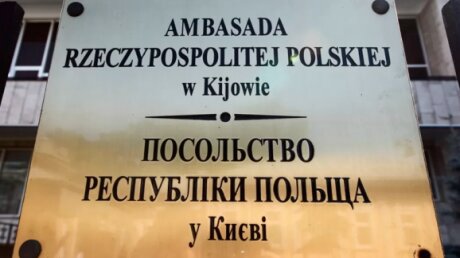 AMBASADA
RZECZYPOSPOLITEJ POLSKIEJ
w Kijowie
ПОСОЛЬСТВО
РЕСПУБЛІКИ ПОЛЬЩА
у Києві